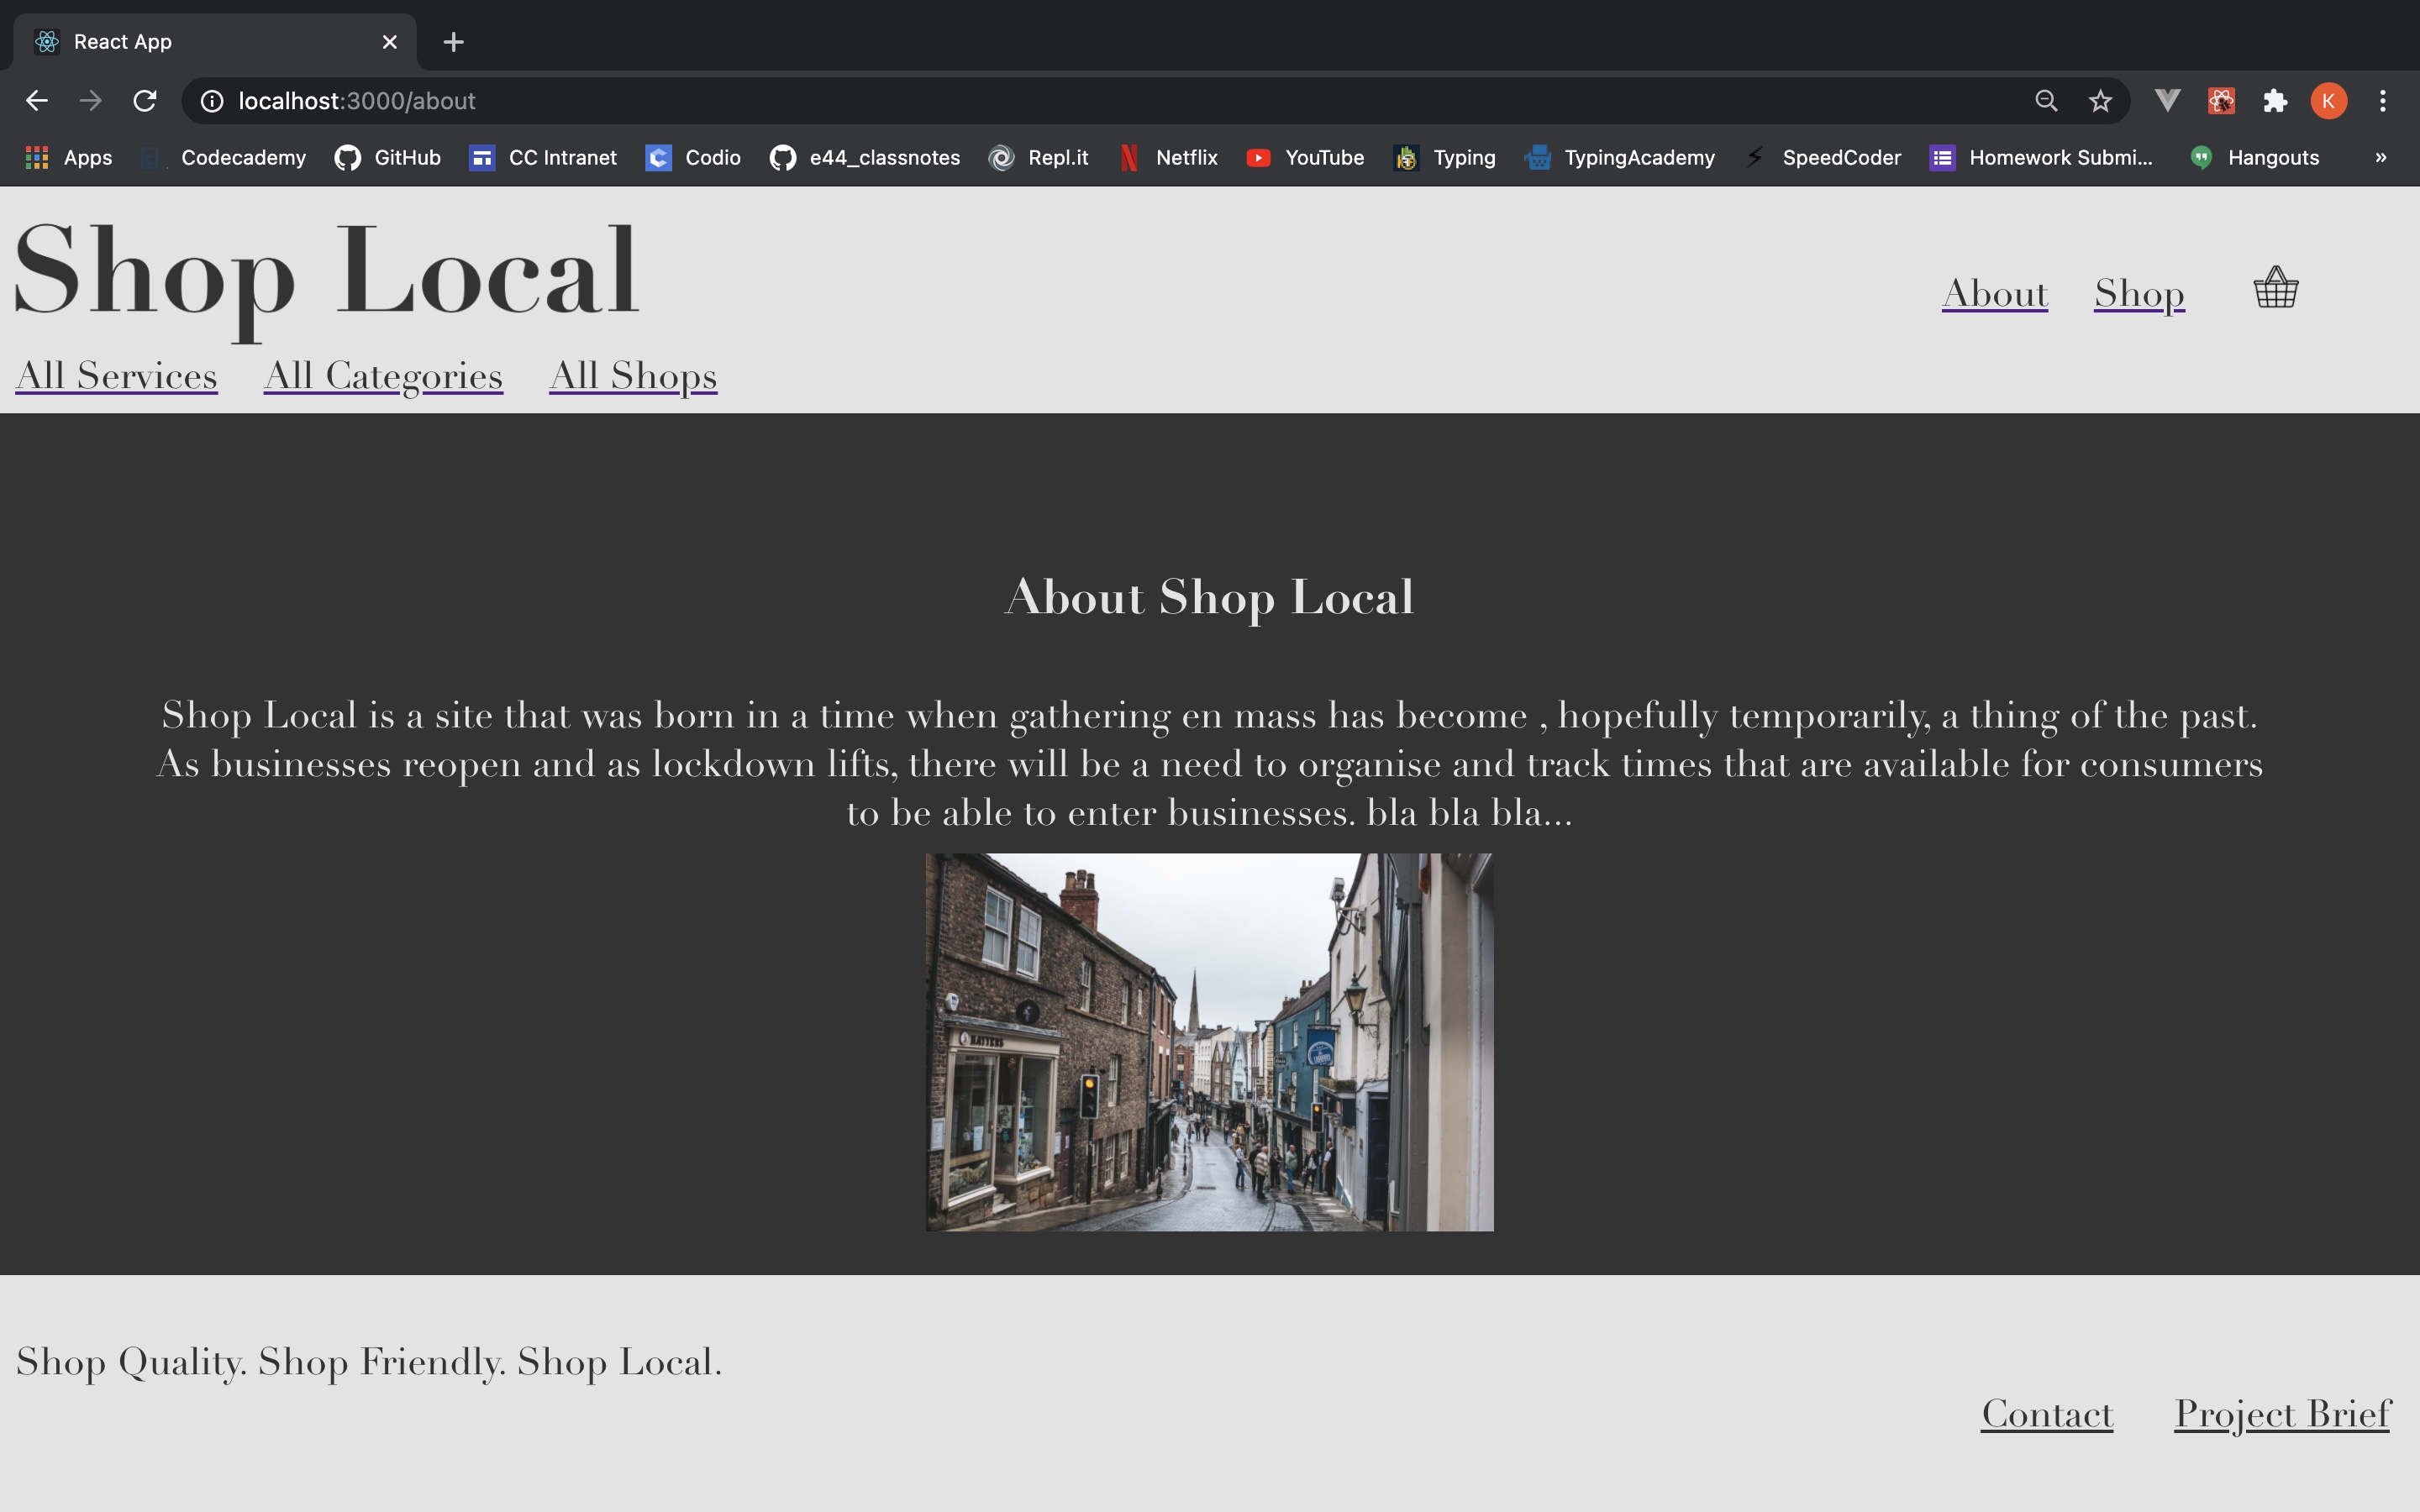 React App
localhost:3000/about
K
Apps Codecademy GitHub CC Intranet Codio e44_classnotes Repl.it Netflix YouTube Typing TypingAcademy SpeedCoder Homework Submi... Hangouts »
Shop Local
About Shop
All Services All Categories All Shops
About Shop Local
Shop Local is a site that was born in a time when gathering en mass has become , hopefully temporarily, a thing of the past.
As businesses reopen and as lockdown lifts, there will be a need to organise and track times that are available for consumers
to be able to enter businesses. bla bla bla...
Shop Quality. Shop Friendly. Shop Local.
Contact Project Brief